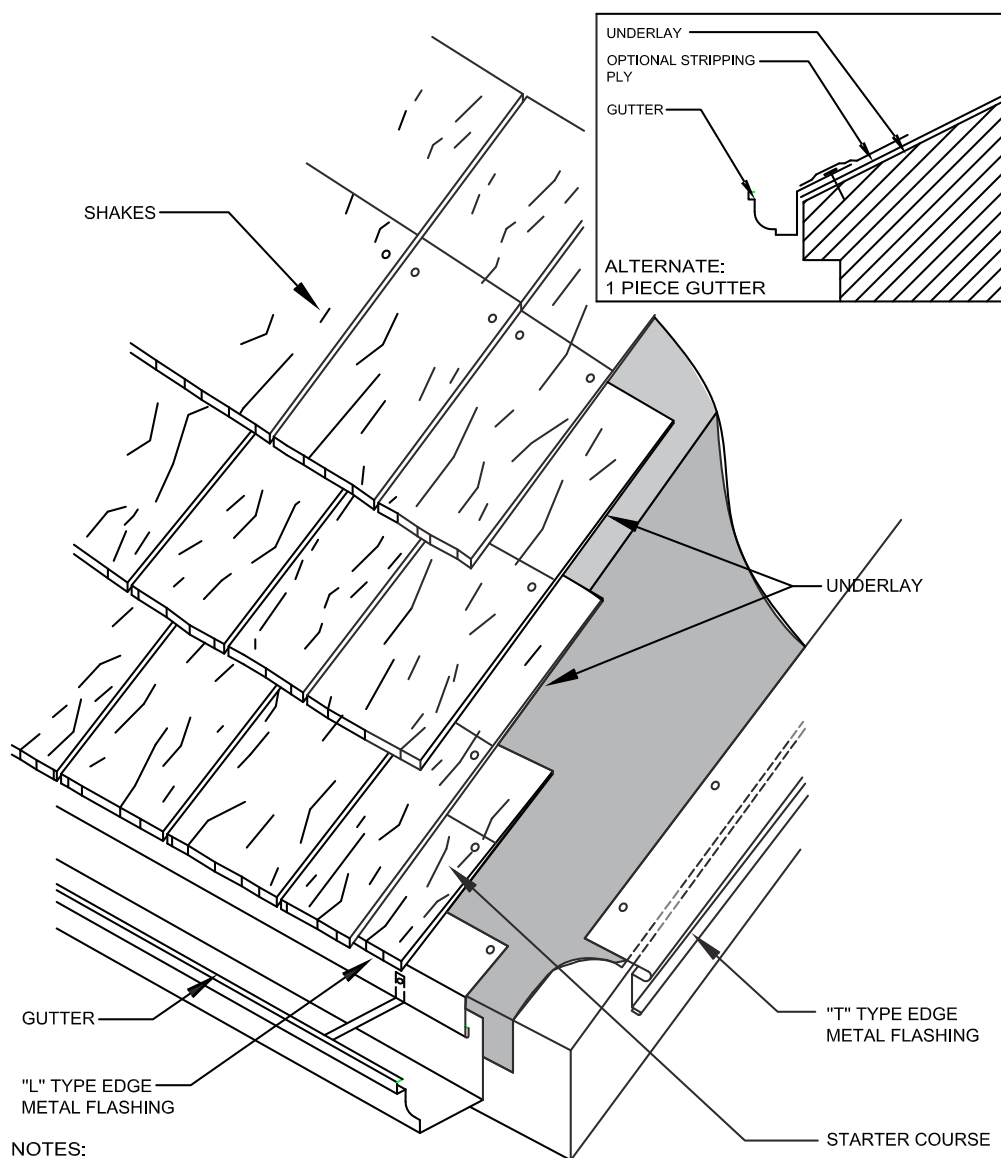 UNDERLAY
OPTIONAL STRIPPING
PLY
GUTTER
ALTERNATE:
1 PIECE GUTTER
SHAKES
UNDERLAY
GUTTER
"L" TYPE EDGE
METAL FLASHING
"T" TYPE EDGE
METAL FLASHING
STARTER COURSE
NOTES: